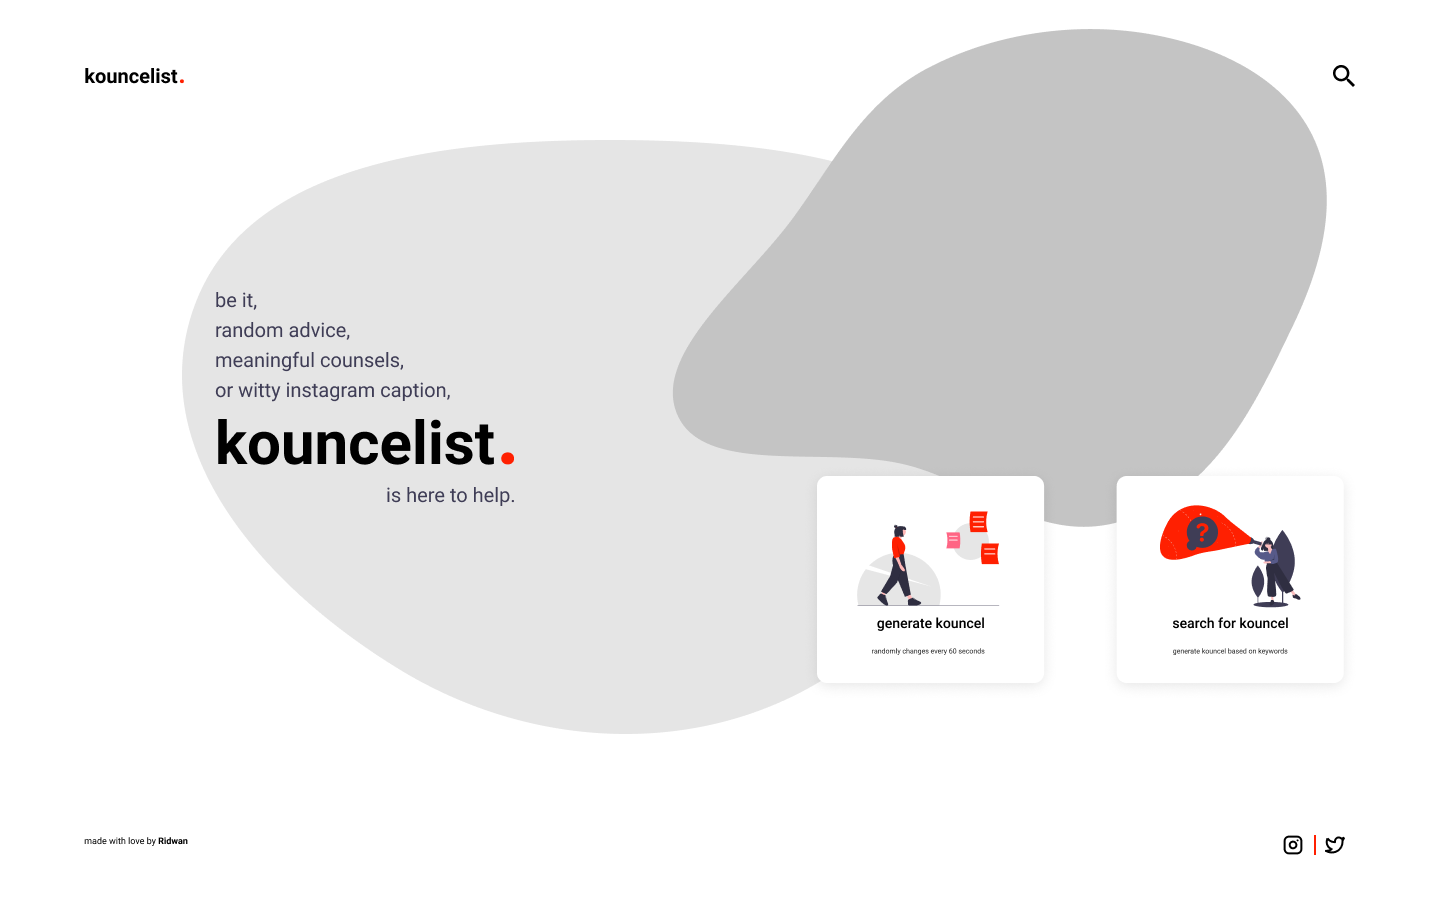 kouncelist.
be it,
random advice,
meaningful counsels,
or witty instagram caption,
kouncelist.
is here to help.
?
generate kouncel
randomly changes every 60 seconds
search for kouncel
generate kouncel based on keywords
made with love by Ridwan